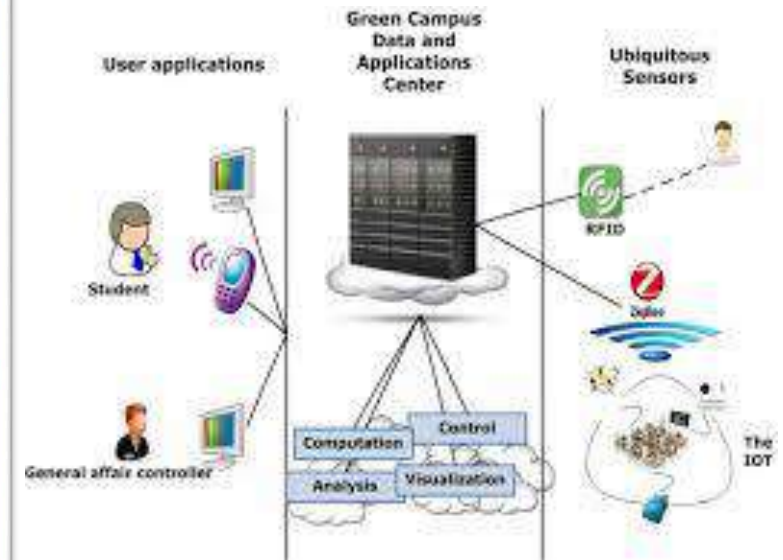 User applications
Green Campus
Data and
Applications
Center
Ubiquitous
Sensors
Student
General affair controller
Computation
Control
Analysis
Visualization
RFID
ZigBee
The
IOT